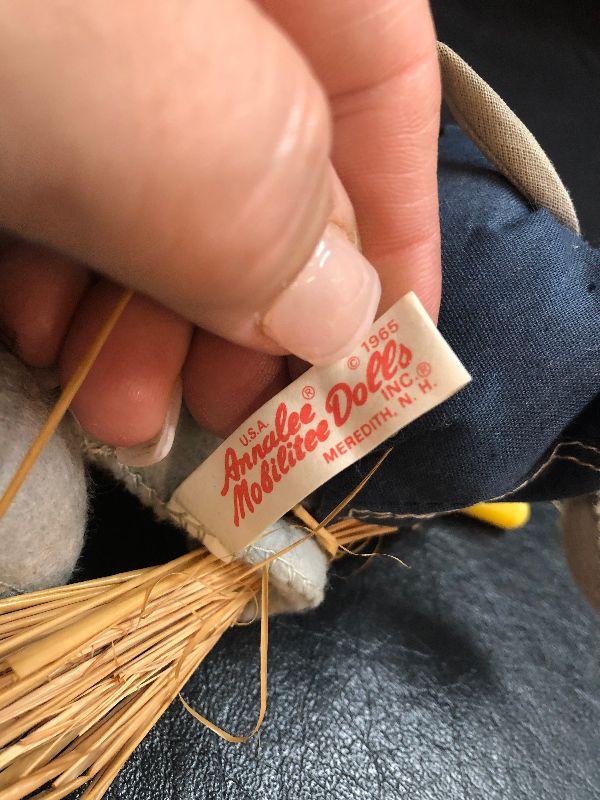 U.S.A. © 1965
Annalee® Dolls
Mobilitee INC.®
MEREDITH, N. H.